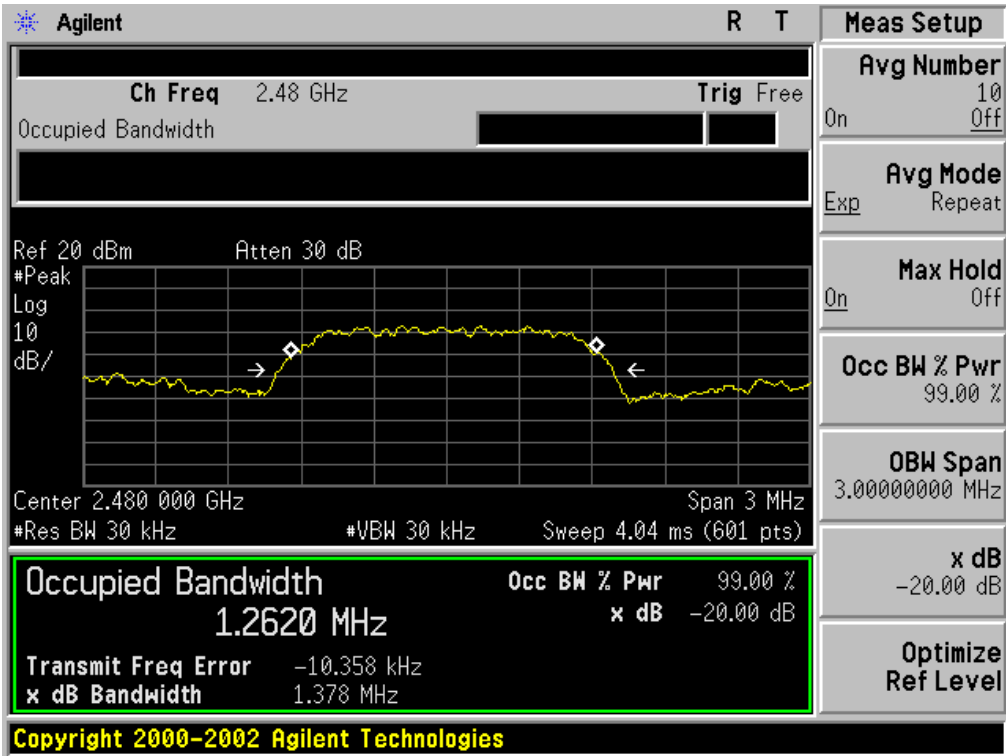 Agilent R T
Ch Freq 2.48 GHz Trig Free
Occupied Bandwidth
Ref 20 dBm Atten 30 dB
#Peak
Log
10
dB/
Center 2.480 000 GHz Span 3 MHz
#Res BW 30 kHz #VBW 30 kHz Sweep 4.04 ms (601 pts)
Occupied Bandwidth Occ BW % Pwr 99.00 %
1.2620 MHz x dB -20.00 dB
Transmit Freq Error -10.358 kHz
x dB Bandwidth 1.378 MHz
Copyright 2000-2002 Agilent Technologies
Meas Setup
Avg Number
10
On Off
Avg Mode
Exp Repeat
Max Hold
On Off
Occ BW % Pwr
99.00 %
OBW Span
3.00000000 MHz
x dB
-20.00 dB
Optimize
Ref Level